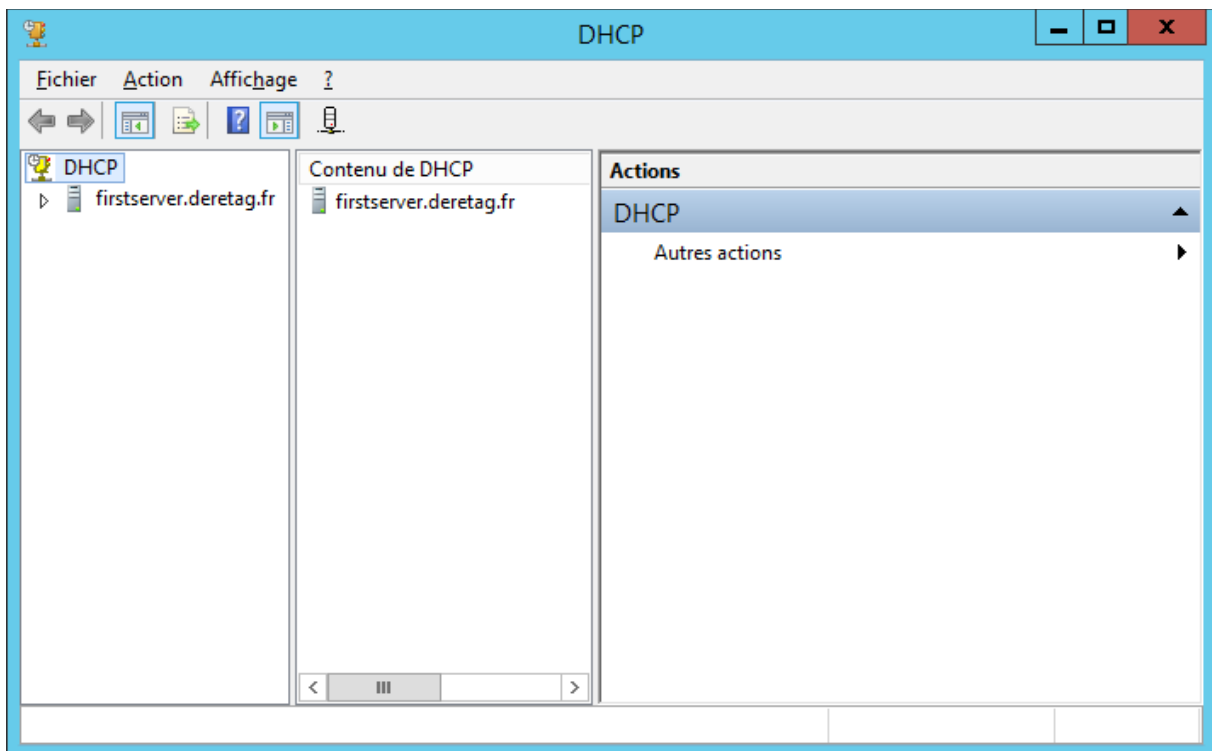 DHCP
Fichier Action Affichage ?
DHCP
firstserver.deretag.fr
Contenu de DHCP
firstserver.deretag.fr
Actions
DHCP
Autres actions